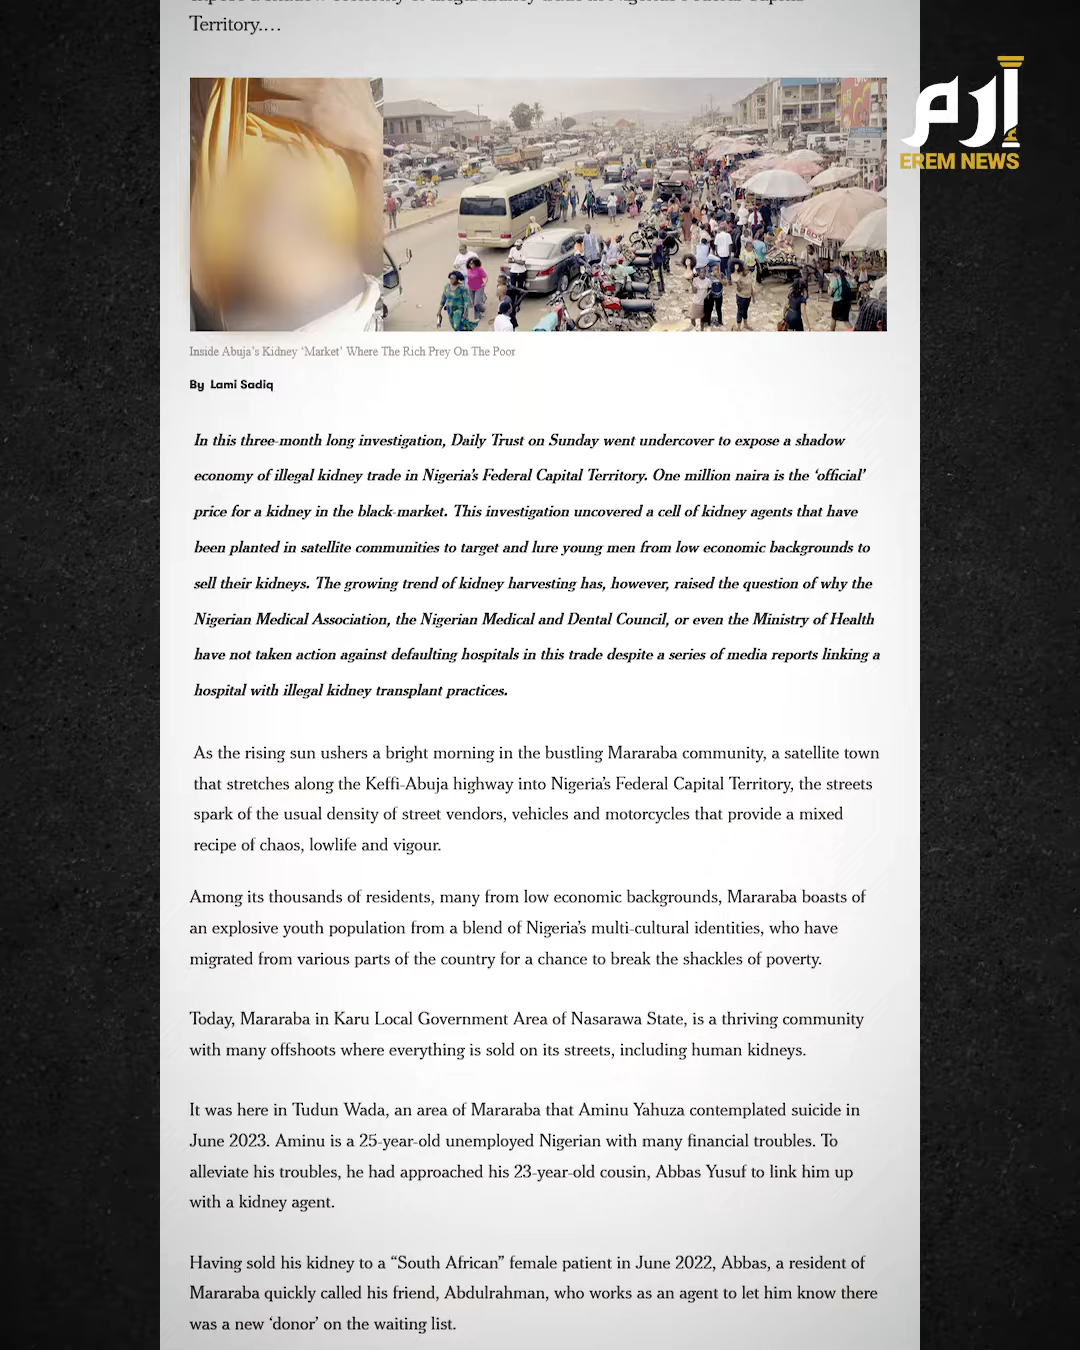 Territory.…
إرم
EREM NEWS
Inside Abuja's Kidney ‘Market’ Where The Rich Prey On The Poor
By Lami Sadiq
In this three-month long investigation, Daily Trust on Sunday went undercover to expose a shadow
economy of illegal kidney trade in Nigeria's Federal Capital Territory. One million naira is the ‘official’
price for a kidney in the black-market. This investigation uncovered a cell of kidney agents that have
been planted in satellite communities to target and lure young men from low economic backgrounds to
sell their kidneys. The growing trend of kidney harvesting has, however, raised the question of why the
Nigerian Medical Association, the Nigerian Medical and Dental Council, or even the Ministry of Health
have not taken action against defaulting hospitals in this trade despite a series of media reports linking a
hospital with illegal kidney transplant practices.
As the rising sun ushers a bright morning in the bustling Mararaba community, a satellite town
that stretches along the Keffi-Abuja highway into Nigeria's Federal Capital Territory, the streets
spark of the usual density of street vendors, vehicles and motorcycles that provide a mixed
recipe of chaos, lowlife and vigour.
Among its thousands of residents, many from low economic backgrounds, Mararaba boasts of
an explosive youth population from a blend of Nigeria's multi-cultural identities, who have
migrated from various parts of the country for a chance to break the shackles of poverty.
Today, Mararaba in Karu Local Government Area of Nasarawa State, is a thriving community
with many offshoots where everything is sold on its streets, including human kidneys.
It was here in Tudun Wada, an area of Mararaba that Aminu Yahuza contemplated suicide in
June 2023. Aminu is a 25-year-old unemployed Nigerian with many financial troubles. To
alleviate his troubles, he had approached his 23-year-old cousin, Abbas Yusuf to link him up
with a kidney agent.
Having sold his kidney to a “South African” female patient in June 2022, Abbas, a resident of
Mararaba quickly called his friend, Abdulrahman, who works as an agent to let him know there
was a new ‘donor’ on the waiting list.